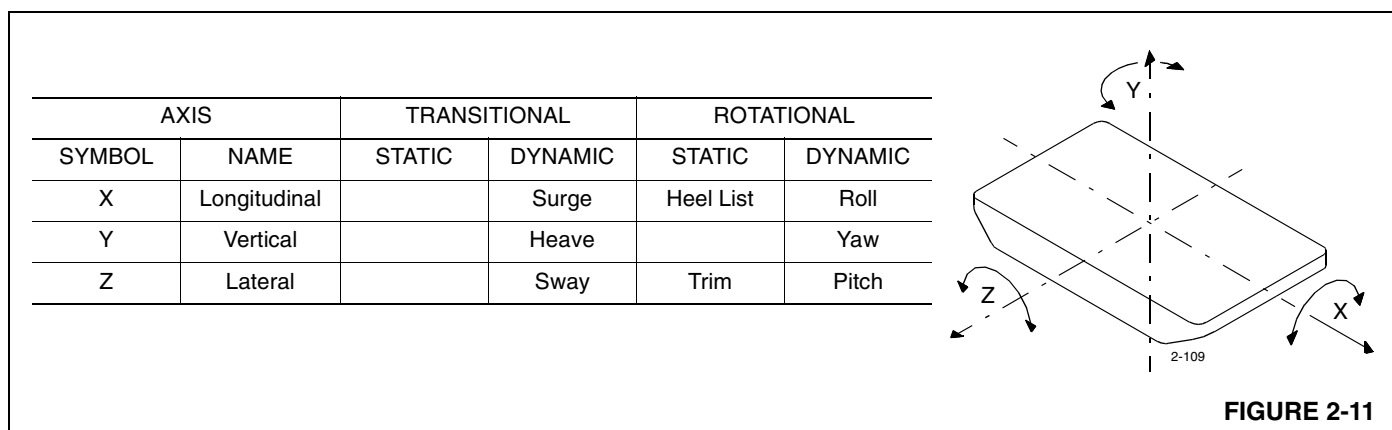 AXIS TRANSITIONAL ROTATIONAL
SYMBOL NAME STATIC DYNAMIC STATIC DYNAMIC
X Longitudinal Surge Heel List Roll
Y Vertical Heave Yaw
Z Lateral Sway Trim Pitch
Y
Z
X
2-109
FIGURE 2-11